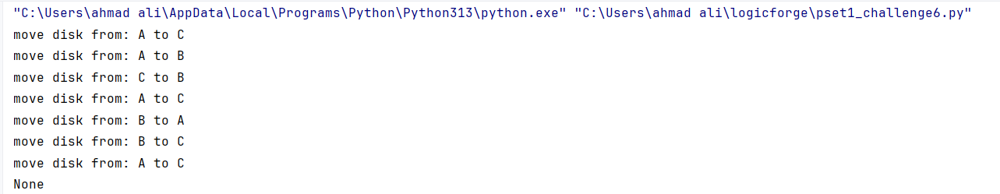 "C:\Users\ahmad ali\AppData\Local\Programs\Python\Python313\python.exe" "C:\Users\ahmad ali\logicforge\pset1_challenge6.py"
move disk from: A to C
move disk from: A to B
move disk from: C to B
move disk from: A to C
move disk from: B to A
move disk from: B to C
move disk from: A to C
None